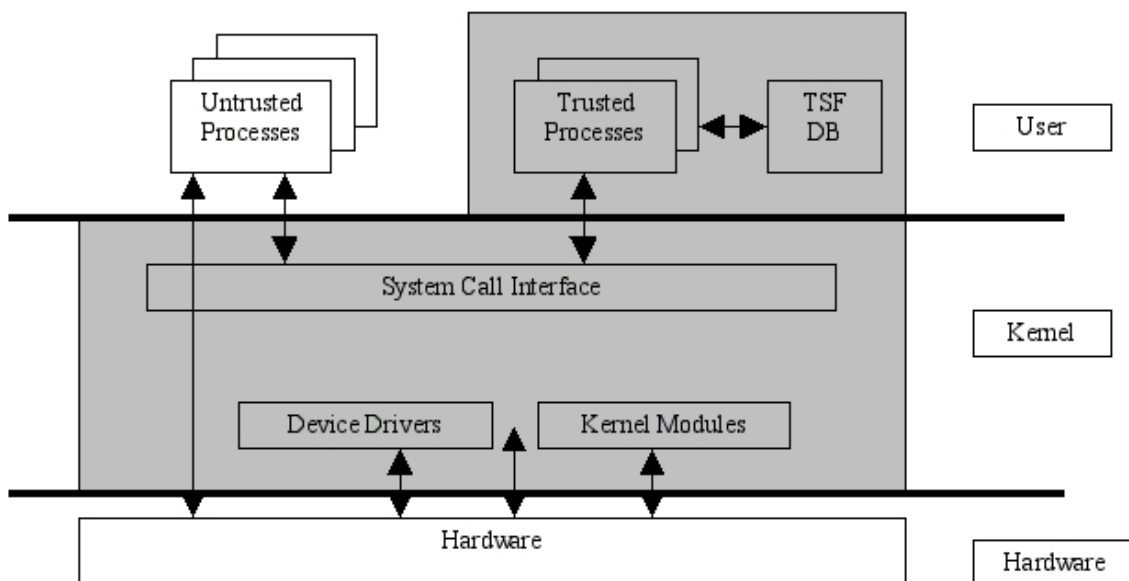 Untrusted
Processes
Trusted
Processes
TSF
DB
User
System Call Interface
Kernel
Device Drivers
Kernel Modules
Hardware
Hardware